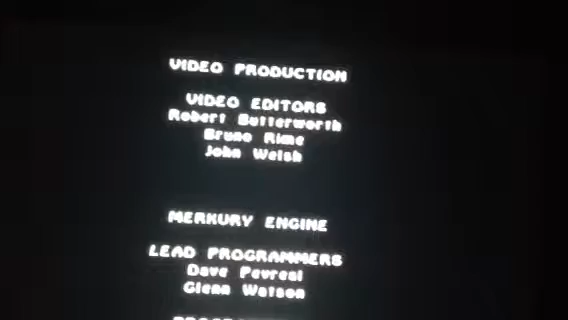 VIDEO PRODUCTION
VIDEO EDITORS
Robert Butterworth
Bruno Rime
John Welsh
MERKURY ENGINE
LEAD PROGRAMMERS
Dave Pevreal
Glenn Watson